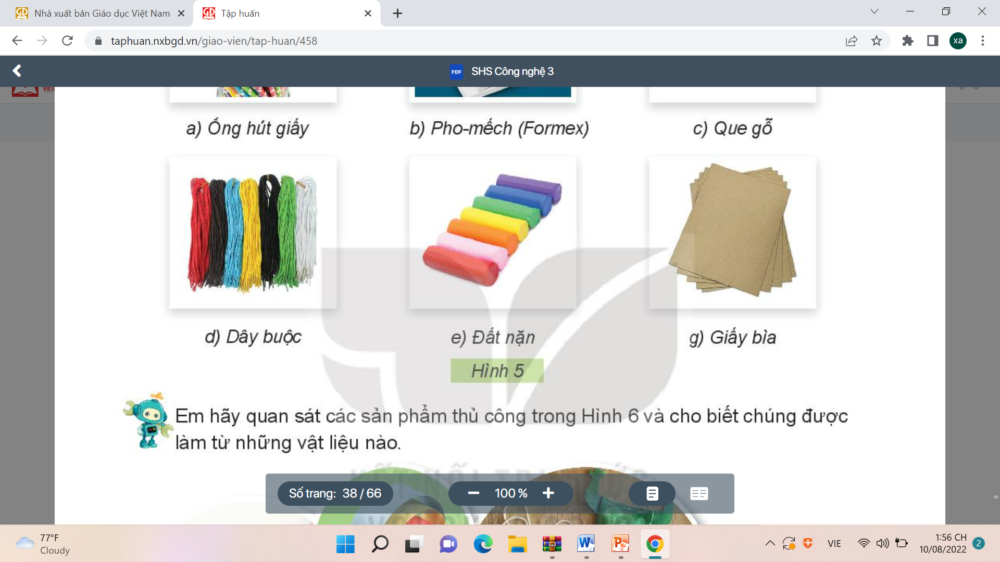 Nhà xuất bản Giáo dục Việt Nam
Tập huấn
taphuan.nxbgd.vn/giao-vien/tap-huan/458
xa
PDF SHS Công nghệ 3
a) Ống hút giấy
b) Pho-mếch (Formex)
c) Que gỗ
d) Dây buộc
e) Đất nặn
g) Giấy bìa
Hình 5
Em hãy quan sát các sản phẩm thủ công trong Hình 6 và cho biết chúng được
làm từ những vật liệu nào.
Số trang: 38 / 66
100 %
77°F
Cloudy
VIE
1:56 CH
10/08/2022
2